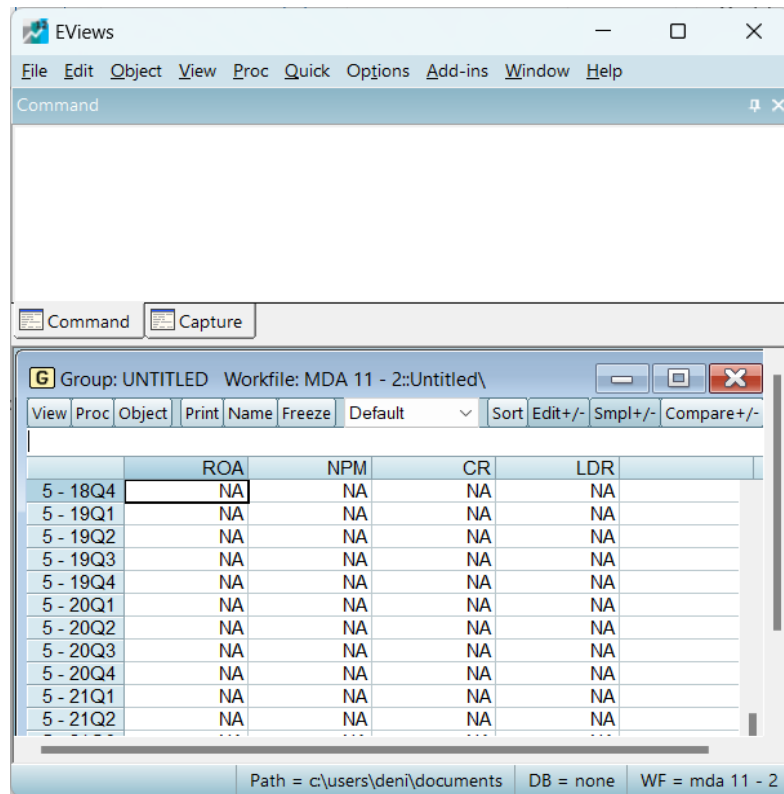 EViews
File Edit Object View Proc Quick Options Add-ins Window Help
Command
Command Capture
G Group: UNTITLED Workfile: MDA 11 - 2::Untitled\
View Proc Object Print Name Freeze Default Sort Edit+/- Smpl+/- Compare+/-
ROA NPM CR LDR
5 - 18Q4 NA NA NA NA
5 - 19Q1 NA NA NA NA
5 - 19Q2 NA NA NA NA
5 - 19Q3 NA NA NA NA
5 - 19Q4 NA NA NA NA
5 - 20Q1 NA NA NA NA
5 - 20Q2 NA NA NA NA
5 - 20Q3 NA NA NA NA
5 - 20Q4 NA NA NA NA
5 - 21Q1 NA NA NA NA
5 - 21Q2 NA NA NA NA
Path = c:\users\deni\documents DB = none WF = mda 11 - 2